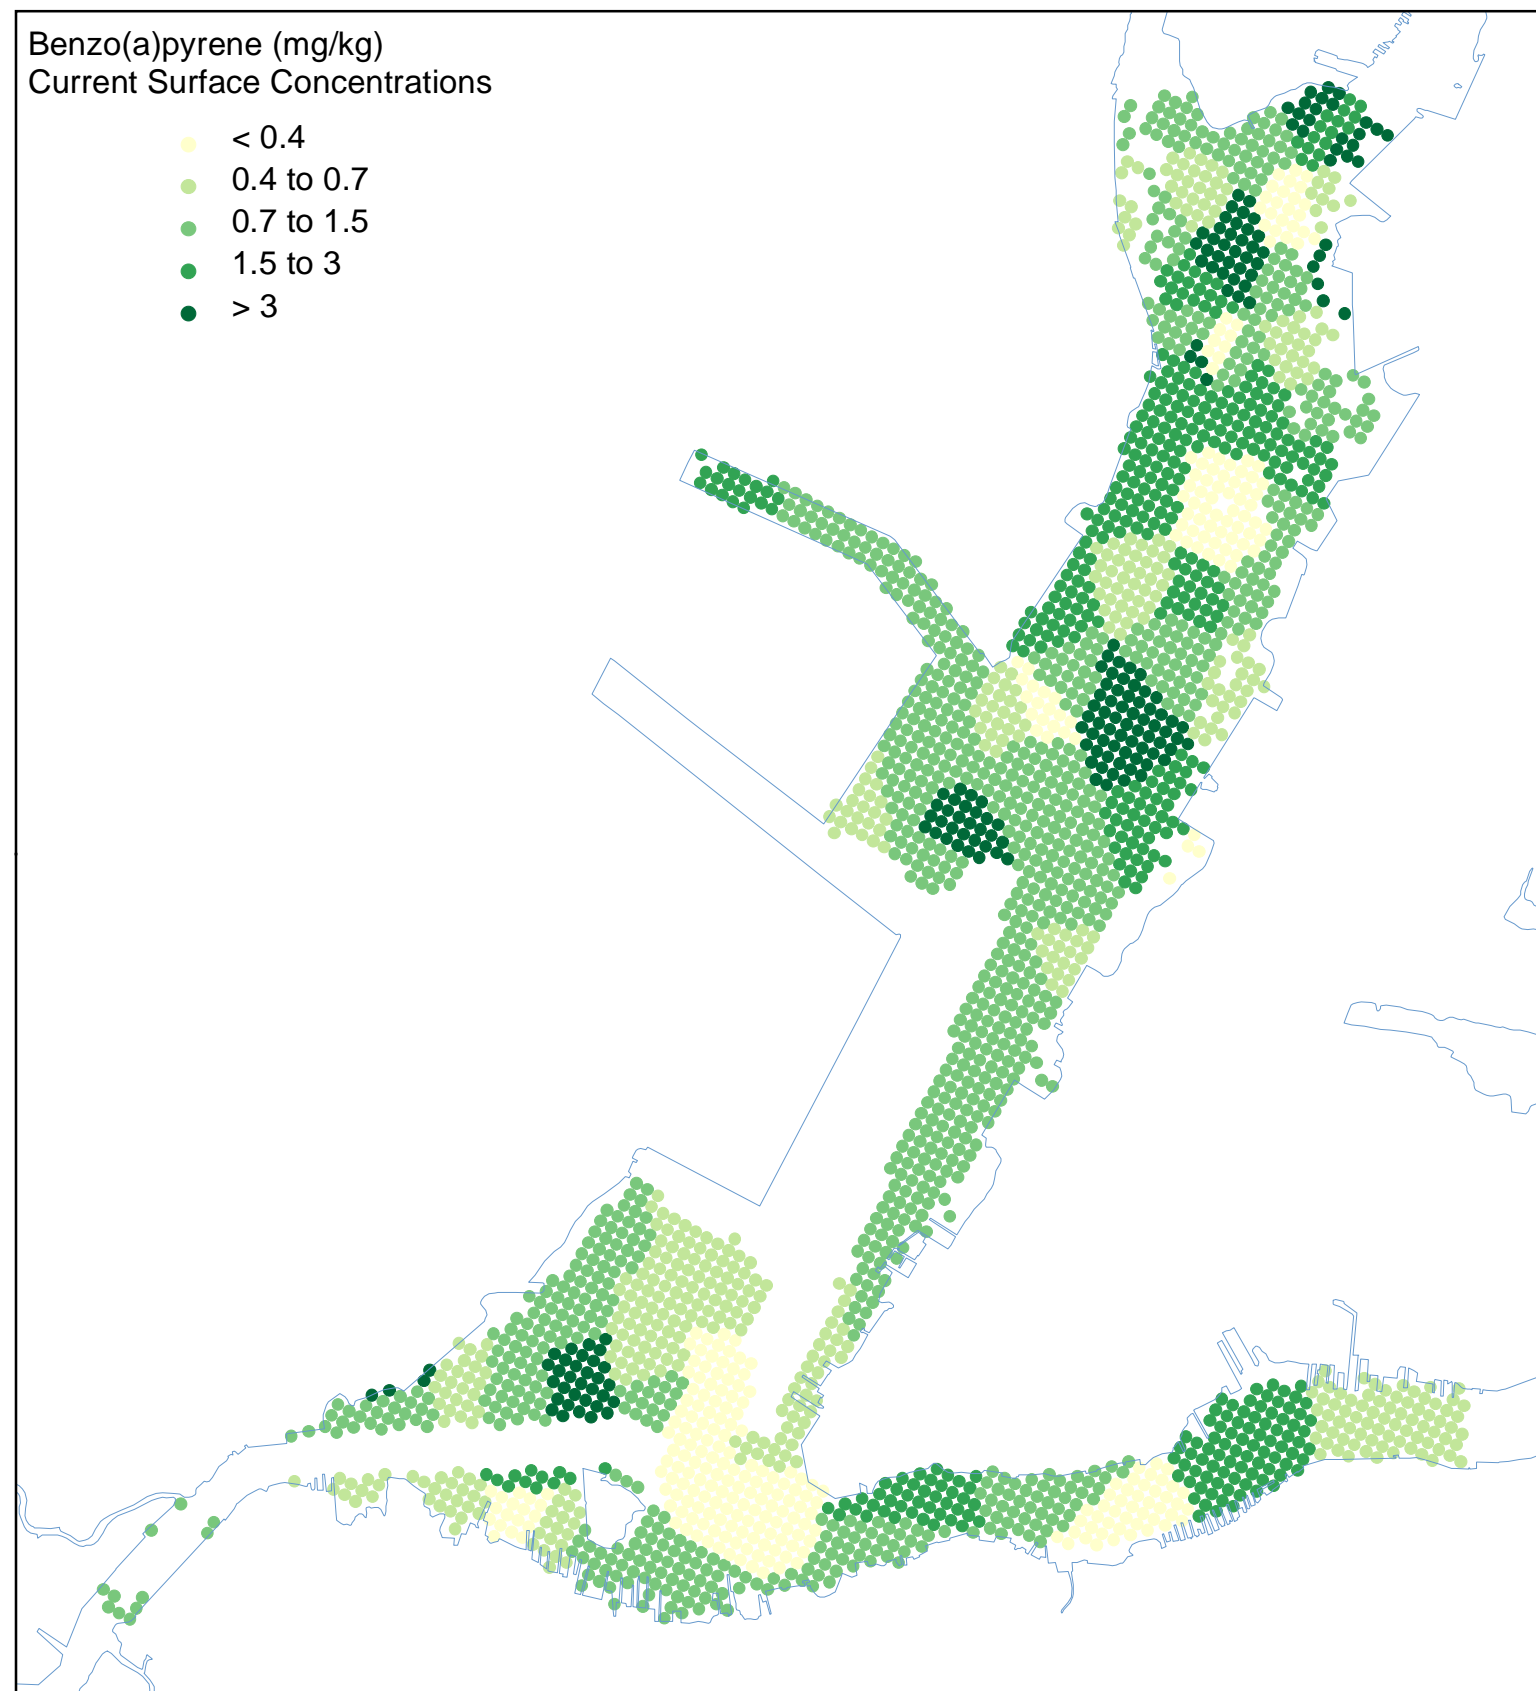 Benzo(a)pyrene (mg/kg)
Current Surface Concentrations
< 0.4
0.4 to 0.7
0.7 to 1.5
1.5 to 3
> 3